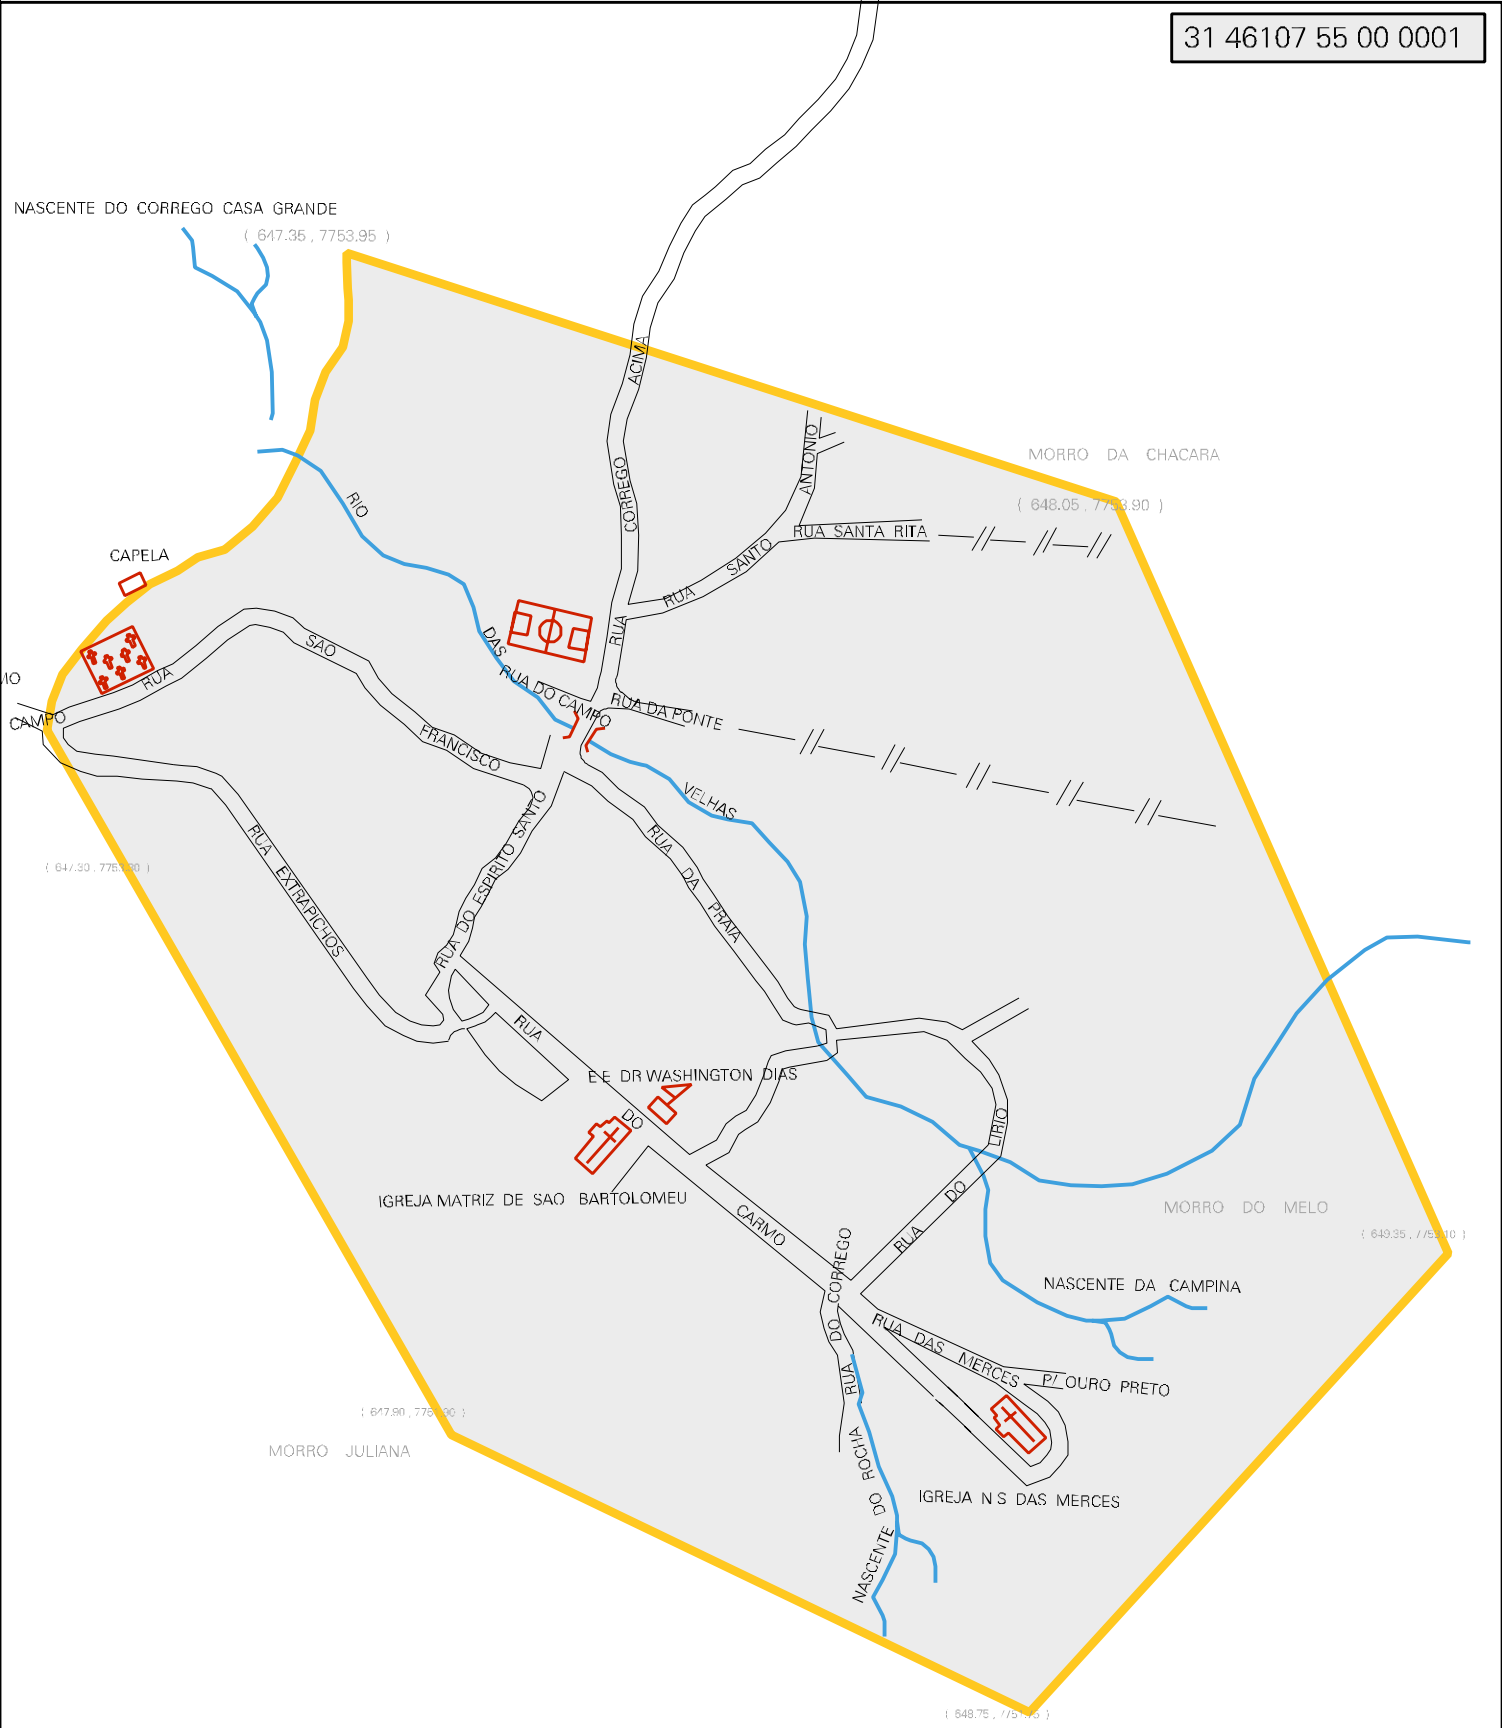 31 46107 55 00 0001
NASCENTE DO CORREGO CASA GRANDE
( 647.35 , 7753.95 )
RUA CORREGO ACIMA
MORRO DA CHACARA
( 648.05 , 7753.90 )
RUA SANTO ANTONIO
RUA SANTA RITA
RIO DAS VELHAS
CAPELA
RUA SAO FRANCISCO
MO
CAMPO
RUA DO CAMPO
RUA DA PONTE
RUA DO ESPIRITO SANTO
RUA DA PRAIA
RUA EXTRAPICHOS
RUA DO CARMO
E E DR WASHINGTON DIAS
IGREJA MATRIZ DE SAO BARTOLOMEU
RUA DO LIRIO
MORRO DO MELO
NASCENTE DA CAMPINA
RUA DO CORREGO
RUA DAS MERCES
P/ OURO PRETO
MORRO JULIANA
IGREJA N S DAS MERCES
NASCENTE DO ROCHA